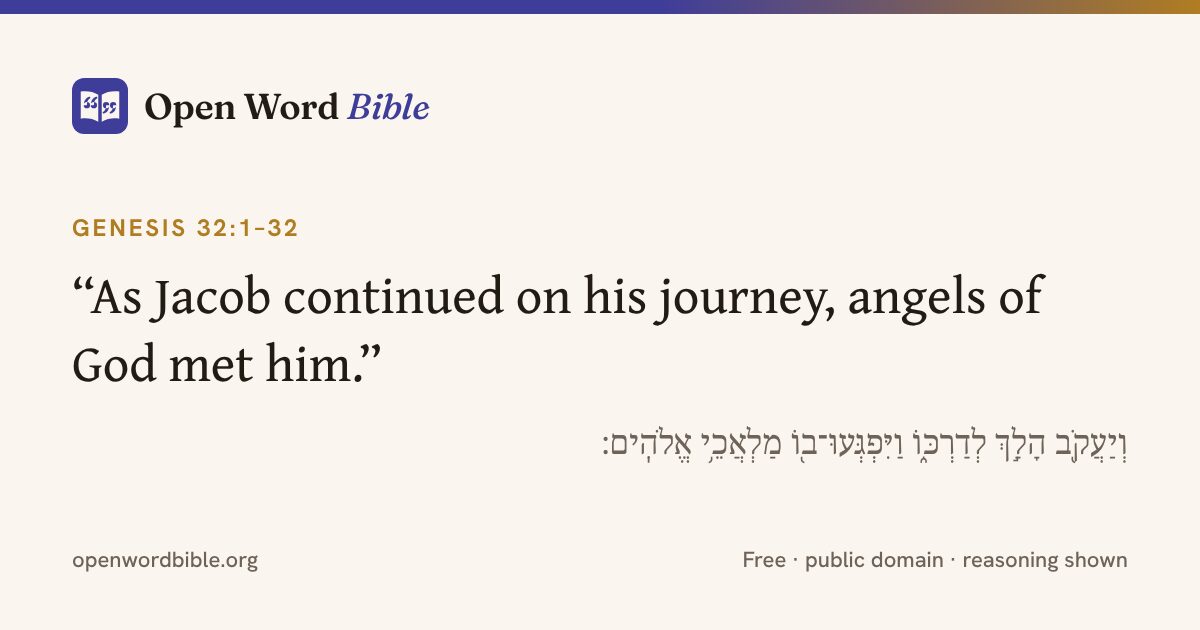 Open Word Bible
GENESIS 32:1–32
“As Jacob continued on his journey, angels of
God met him.”
וְיַעֲקֹ֖ב הָלַ֣ךְ לְדַרְכּ֑וֹ וַיִּפְגְּעוּ־ב֖וֹ מַלְאֲכֵ֥י אֱלֹהִֽים׃
openwordbible.org
Free · public domain · reasoning shown